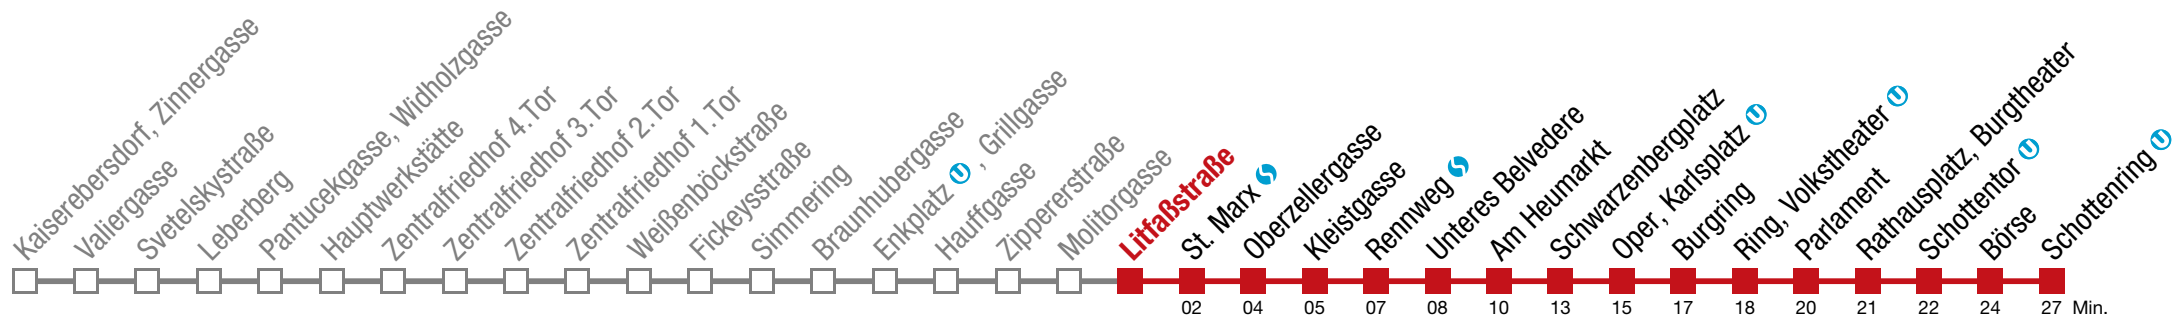 Kaiserebersdorf, Zinnergasse
Valiergasse
Svetelskystraße
Leberberg
Pantucekgasse, Widholzgasse
Hauptwerkstätte
Zentralfriedhof 4.Tor
Zentralfriedhof 3.Tor
Zentralfriedhof 2.Tor
Zentralfriedhof 1.Tor
Weißenböckstraße
Fickeysstraße
Simmering
Braunhubergasse
Enkplatz U , Grillgasse
Hauffgasse
Zippererstraße
Molitorgasse
Litfaßstraße
St. Marx S
Oberzellergasse
Kleistgasse
Rennweg S
Unteres Belvedere
Am Heumarkt
Schwarzenbergplatz
Oper, Karlsplatz U
Burgring
Ring, Volkstheater U
Parlament
Rathausplatz, Burgtheater
Schottentor U
Börse
Schottenring U
02 04 05 07 08 10 13 15 17 18 20 21 22 24 27 Min.